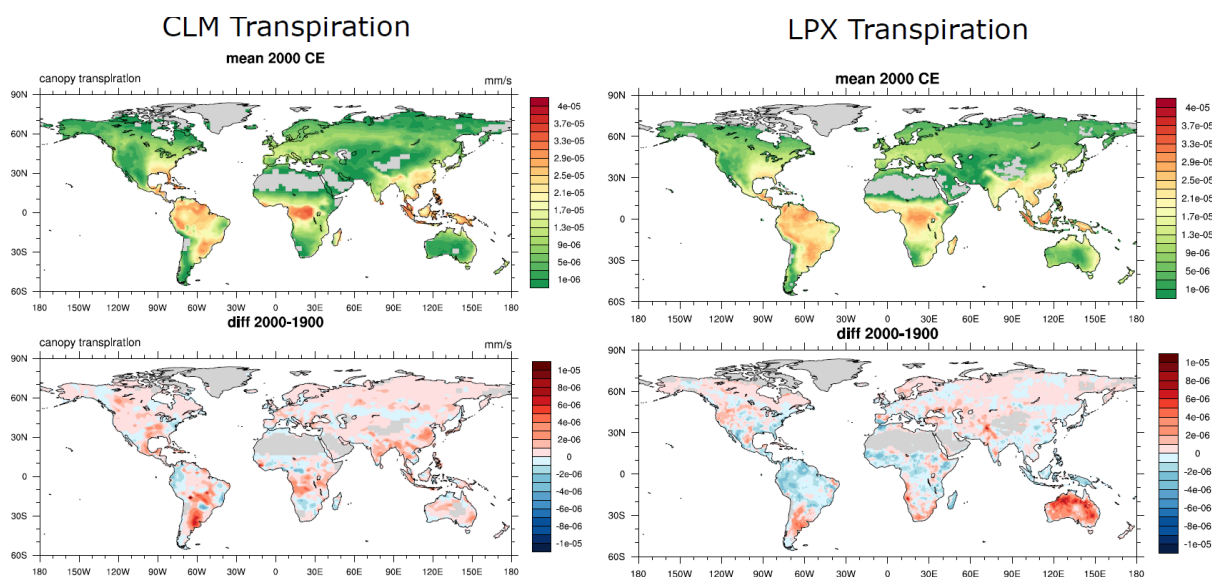 CLM Transpiration
mean 2000 CE
canopy transpiration mm/s
90N
60N
30N
0
30S
60S
180 150W 120W 90W 60W 30W 0 30E 60E 90E 120E 150E 180
4e-05
3.7e-05
3.3e-05
2.9e-05
2.5e-05
2.1e-05
1.7e-05
1.3e-05
9e-06
5e-06
1e-06
diff 2000-1900
canopy transpiration mm/s
90N
60N
30N
0
30S
60S
180 150W 120W 90W 60W 30W 0 30E 60E 90E 120E 150E 180
1e-05
8e-06
6e-06
4e-06
2e-06
0
-2e-06
-4e-06
-6e-06
-8e-06
-1e-05
LPX Transpiration
mean 2000 CE
90N
60N
30N
0
30S
60S
180 150W 120W 90W 60W 30W 0 30E 60E 90E 120E 150E 180
4e-05
3.7e-05
3.3e-05
2.9e-05
2.5e-05
2.1e-05
1.7e-05
1.3e-05
9e-06
5e-06
1e-06
diff 2000-1900
90N
60N
30N
0
30S
60S
180 150W 120W 90W 60W 30W 0 30E 60E 90E 120E 150E 180
1e-05
8e-06
6e-06
4e-06
2e-06
0
-2e-06
-4e-06
-6e-06
-8e-06
-1e-05